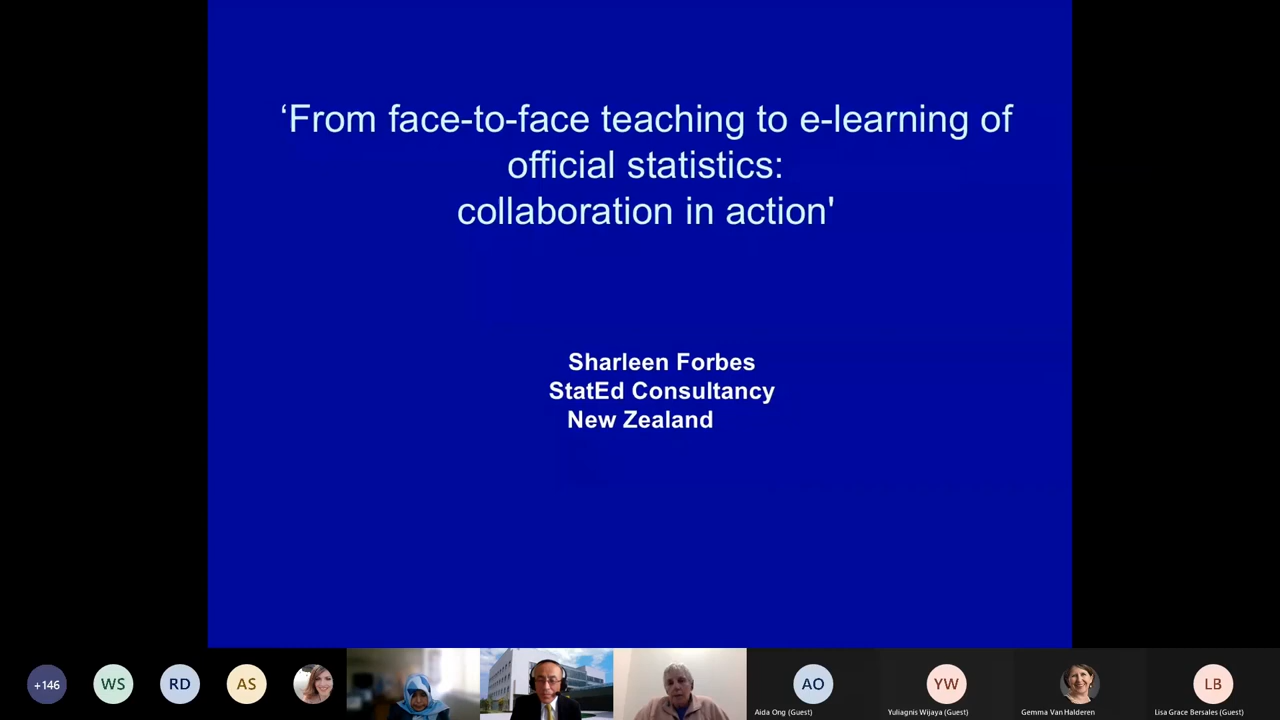 ‘From face-to-face teaching to e-learning of
official statistics:
collaboration in action'
Sharleen Forbes
StatEd Consultancy
New Zealand
+146
WS
RD
AS
AO
YW
LB
Aida Ong (Guest)
Yuliagnis Wijaya (Guest)
Gemma Van Halderen
Lisa Grace Bersales (Guest)